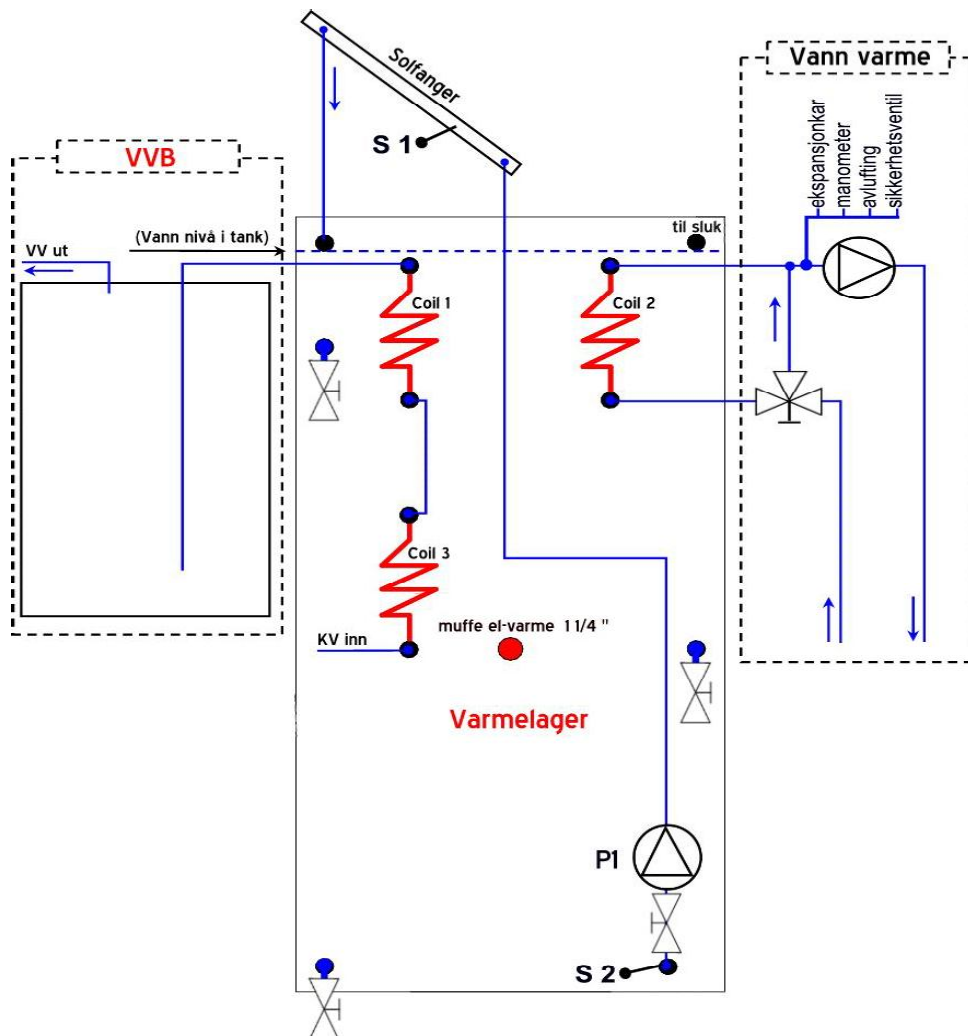 Solfanger
S 1
Vann varme
ekspansjonkar
manometer
avlufting
sikkerhetsventil
VVB
VV ut
(Vann nivå i tank)
til sluk
Coil 1
Coil 2
Coil 3
KV inn
muffe el-varme 1 1/4 "
Varmelager
P1
S 2